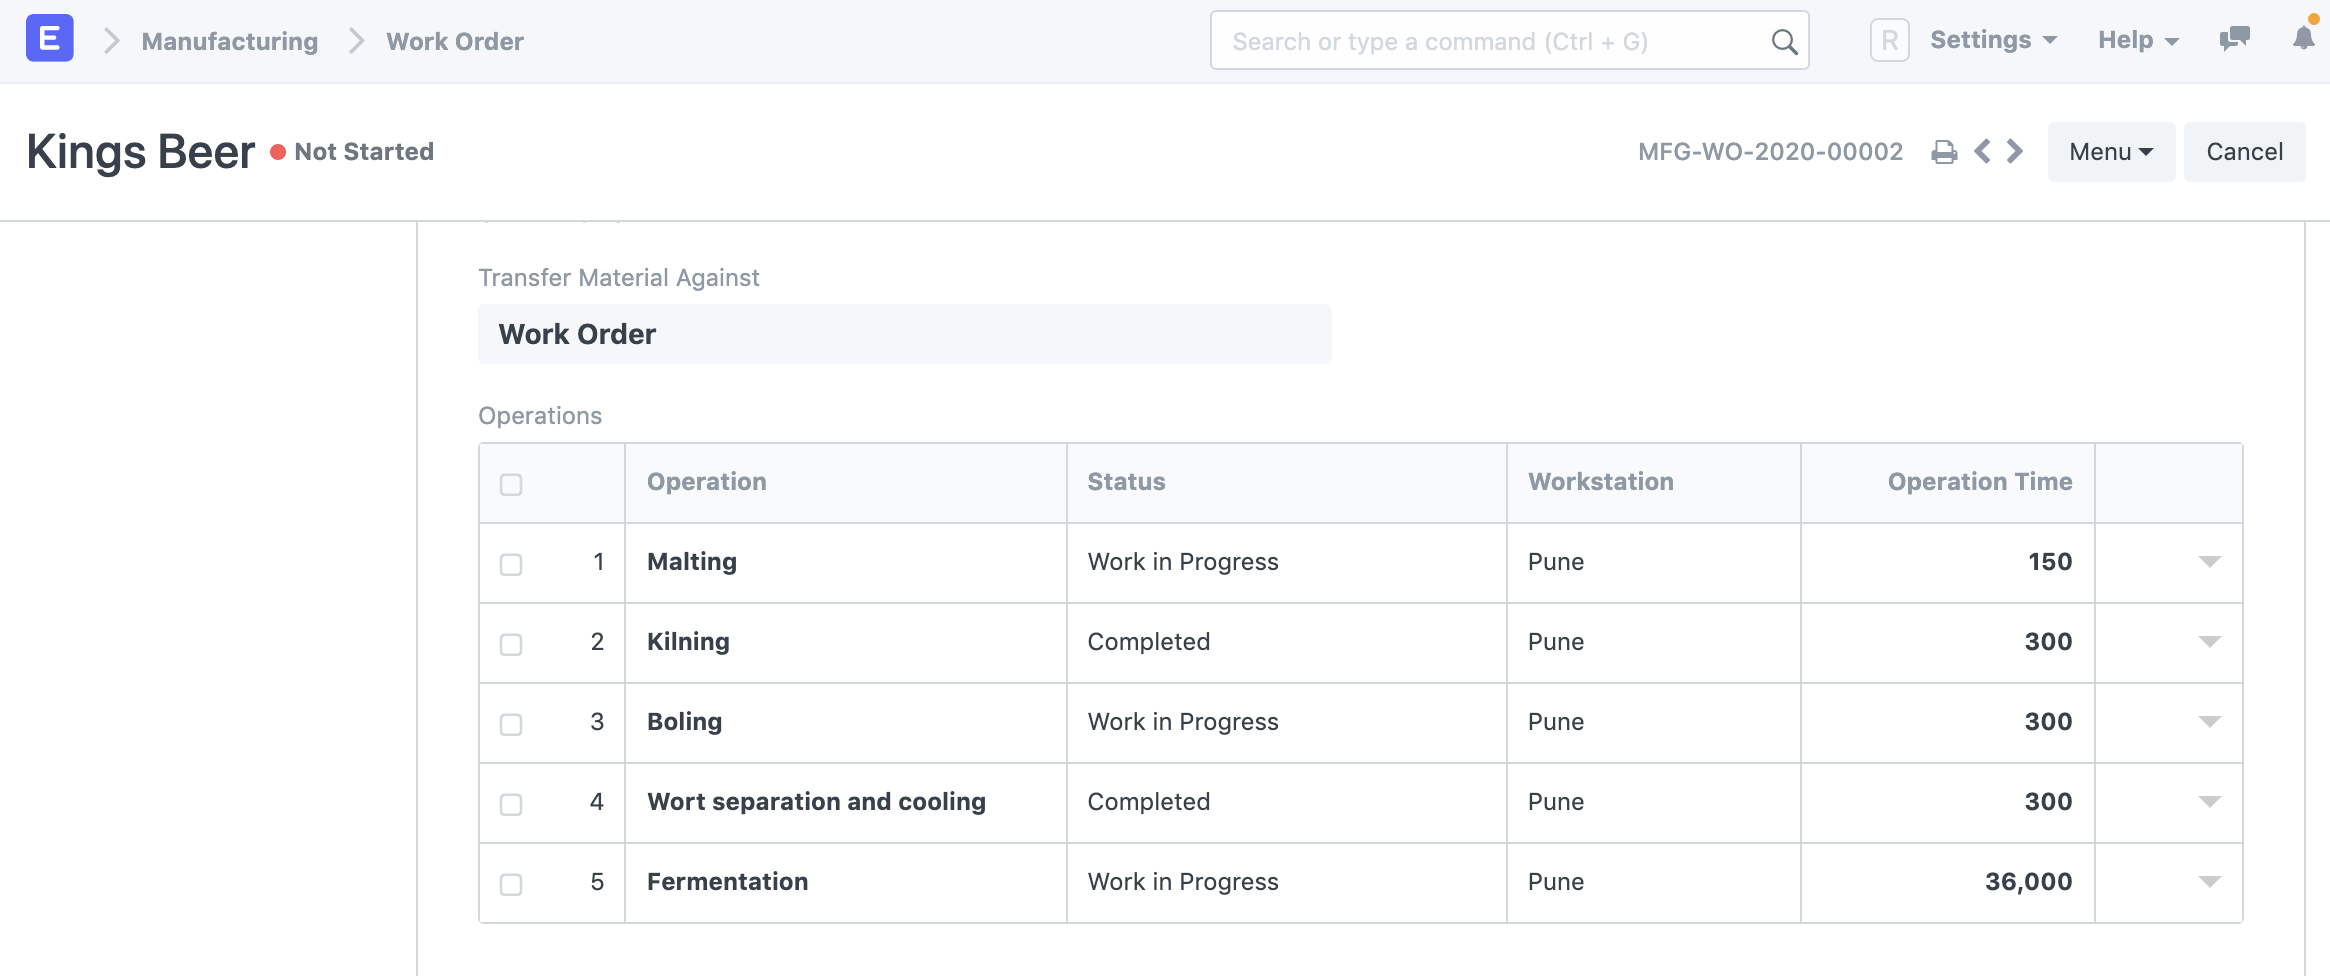 E Manufacturing Work Order Search or type a command (Ctrl + G) R Settings Help
Kings Beer Not Started MFG-WO-2020-00002 Menu Cancel
Transfer Material Against
Work Order
Operations
Operation Status Workstation Operation Time
1 Malting Work in Progress Pune 150
2 Kilning Completed Pune 300
3 Boling Work in Progress Pune 300
4 Wort separation and cooling Completed Pune 300
5 Fermentation Work in Progress Pune 36,000